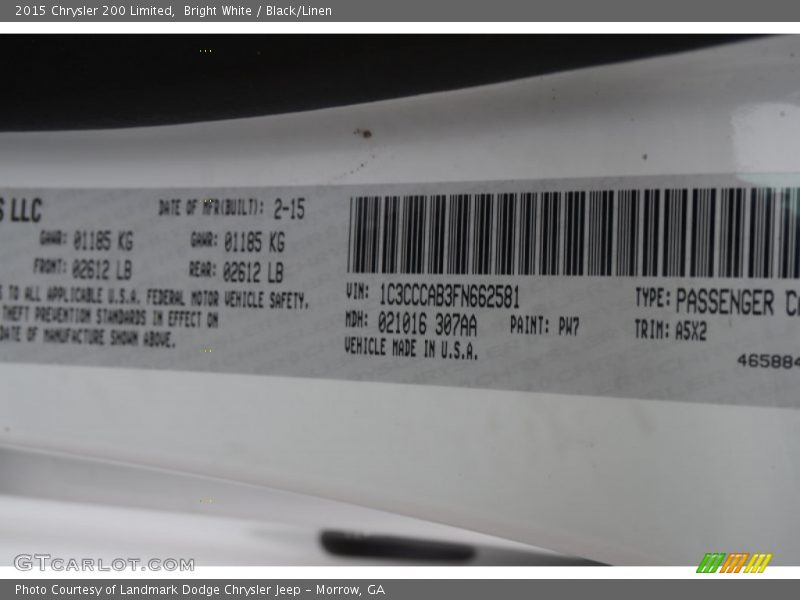 2015 Chrysler 200 Limited, Bright White / Black/Linen
S LLC
DATE OF MFR(BUILT): 2-15
GAWR: 01185 KG
GAWR: 01185 KG
FRONT: 02612 LB
REAR: 02612 LB
S TO ALL APPLICABLE U.S.A. FEDERAL MOTOR VEHICLE SAFETY,
THEFT PREVENTION STANDARDS IN EFFECT ON
DATE OF MANUFACTURE SHOWN ABOVE.
VIN: 1C3CCCAB3FN662581
TYPE: PASSENGER CA
MDH: 021016 307AA
PAINT: PW7
TRIM: A5X2
VEHICLE MADE IN U.S.A.
465884
GTcarlot.com
Photo Courtesy of Landmark Dodge Chrysler Jeep - Morrow, GA